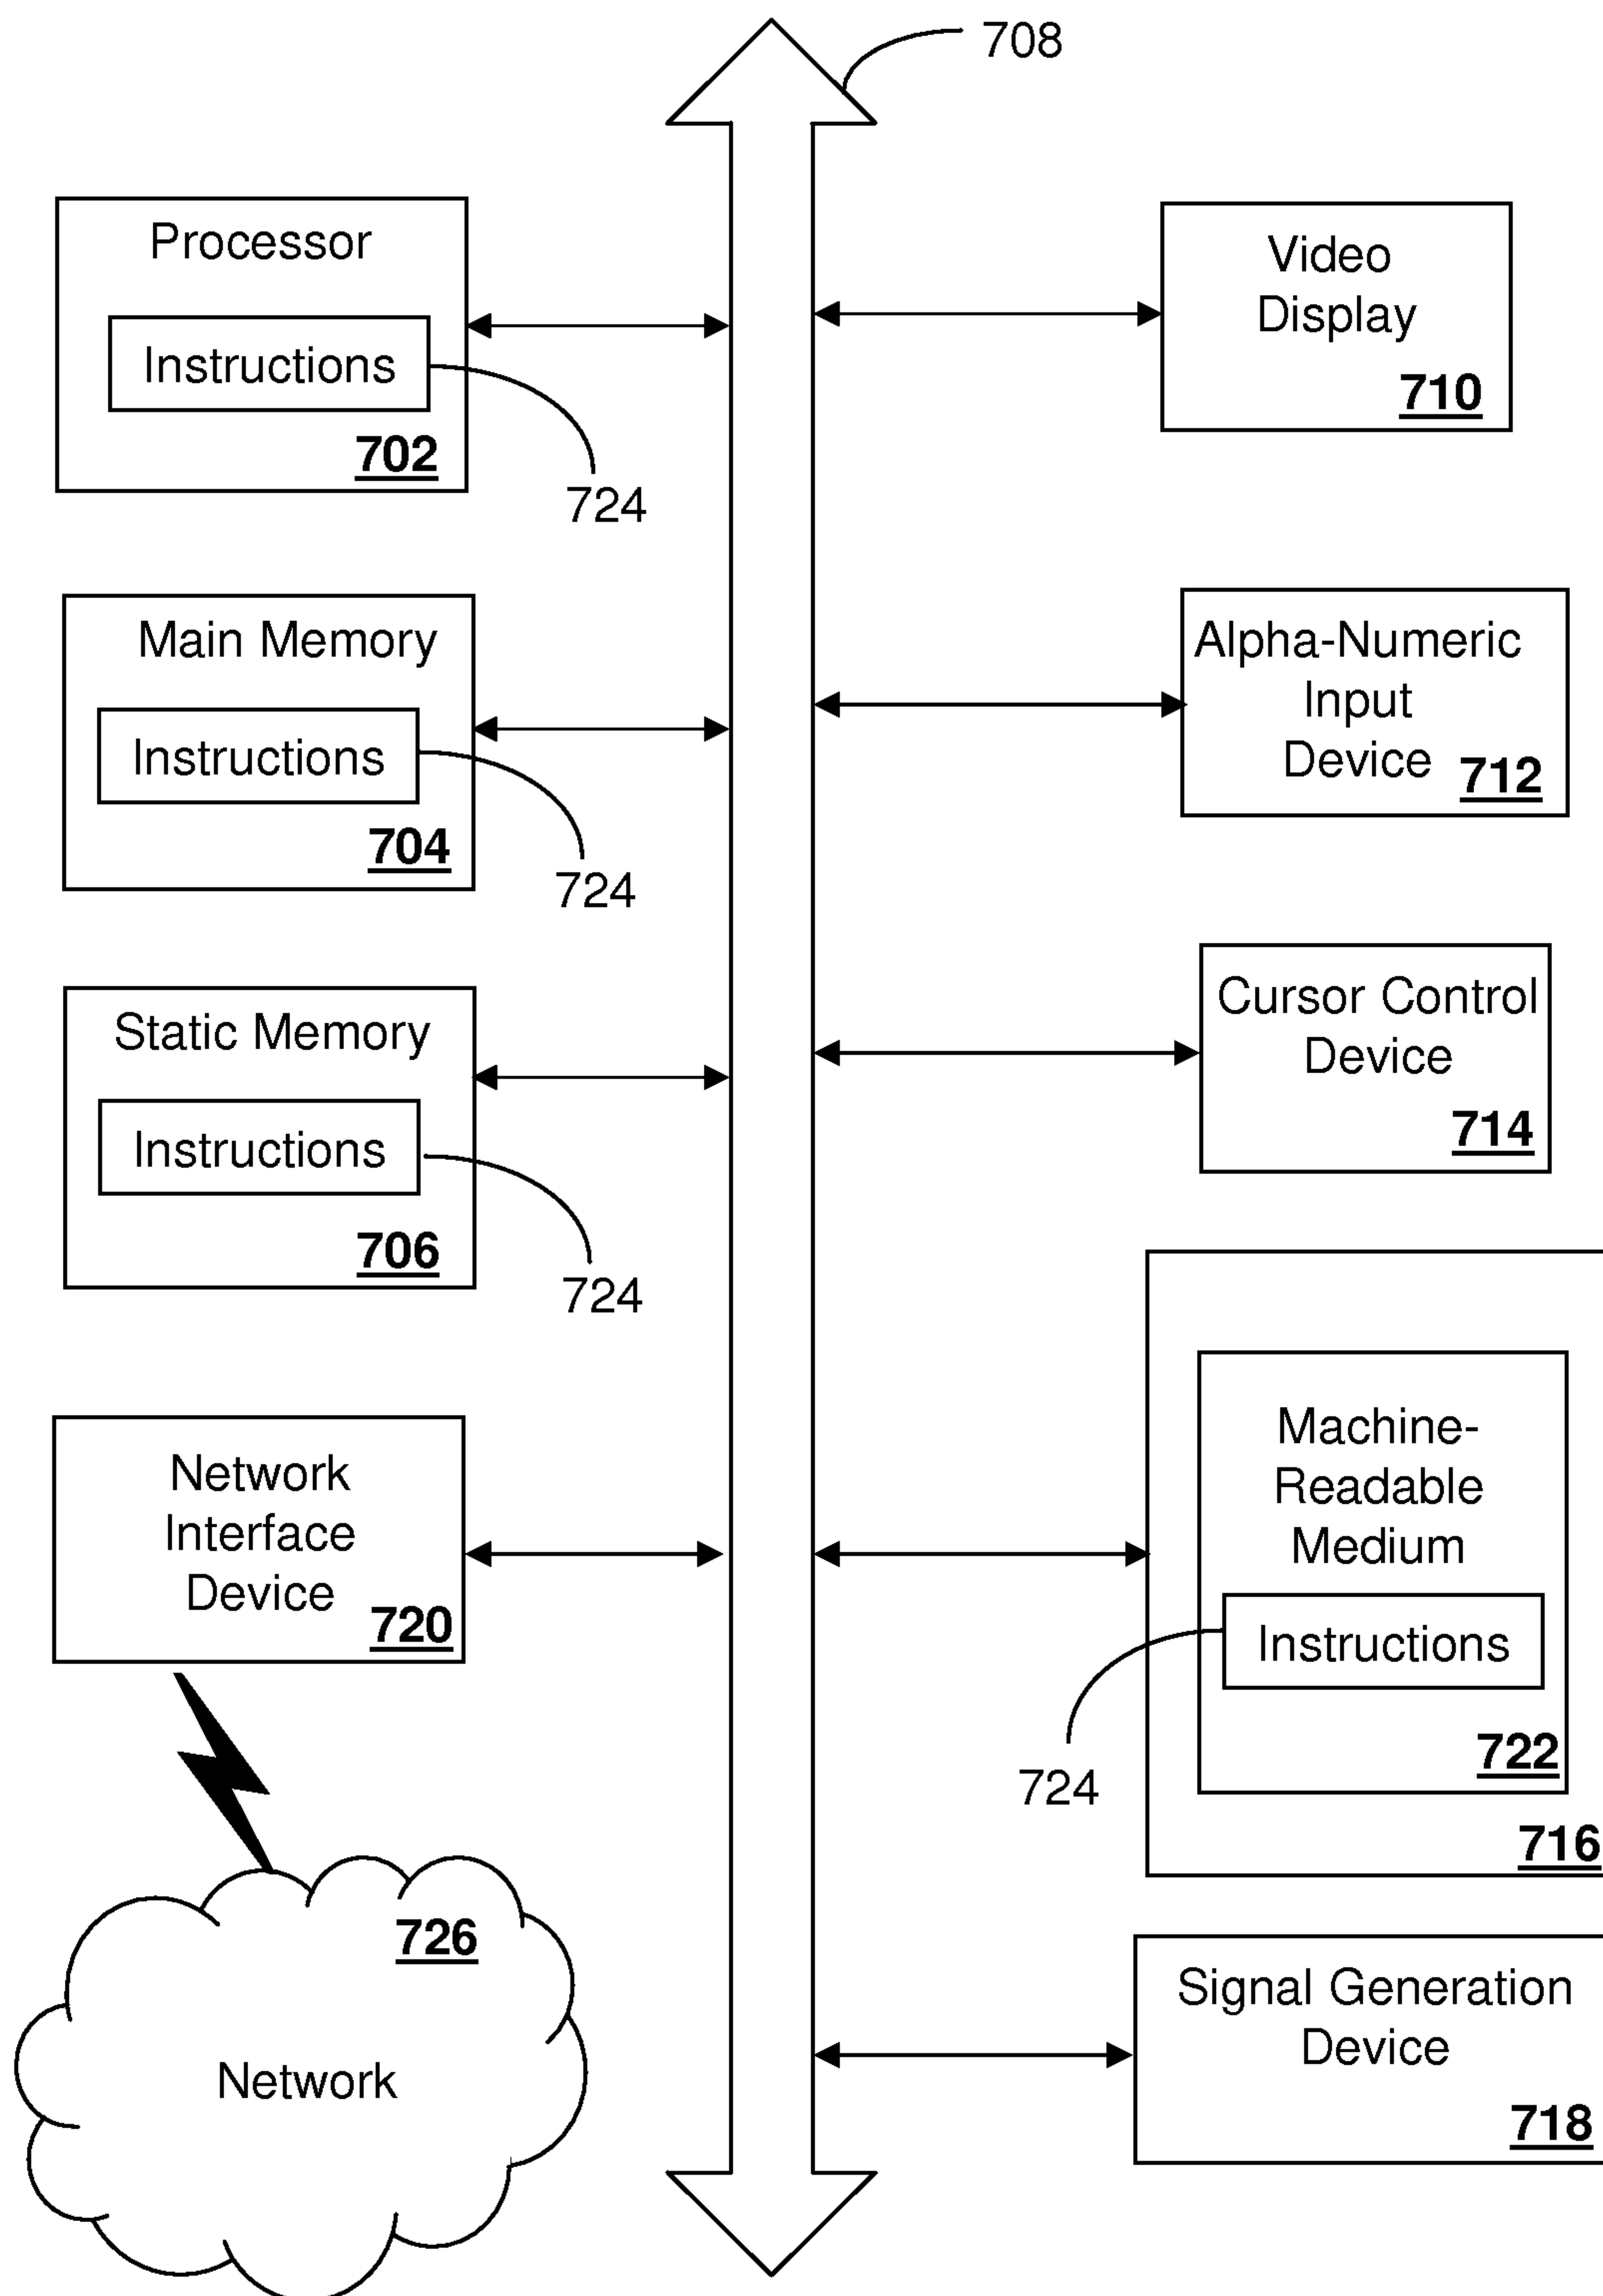 708
Processor
Instructions
702
724
Main Memory
Instructions
704
724
Static Memory
Instructions
706
724
Network
Interface
Device
720
726
Network
Video
Display
710
Alpha-Numeric
Input
Device
712
Cursor Control
Device
714
Machine-
Readable
Medium
Instructions
722
724
716
Signal Generation
Device
718